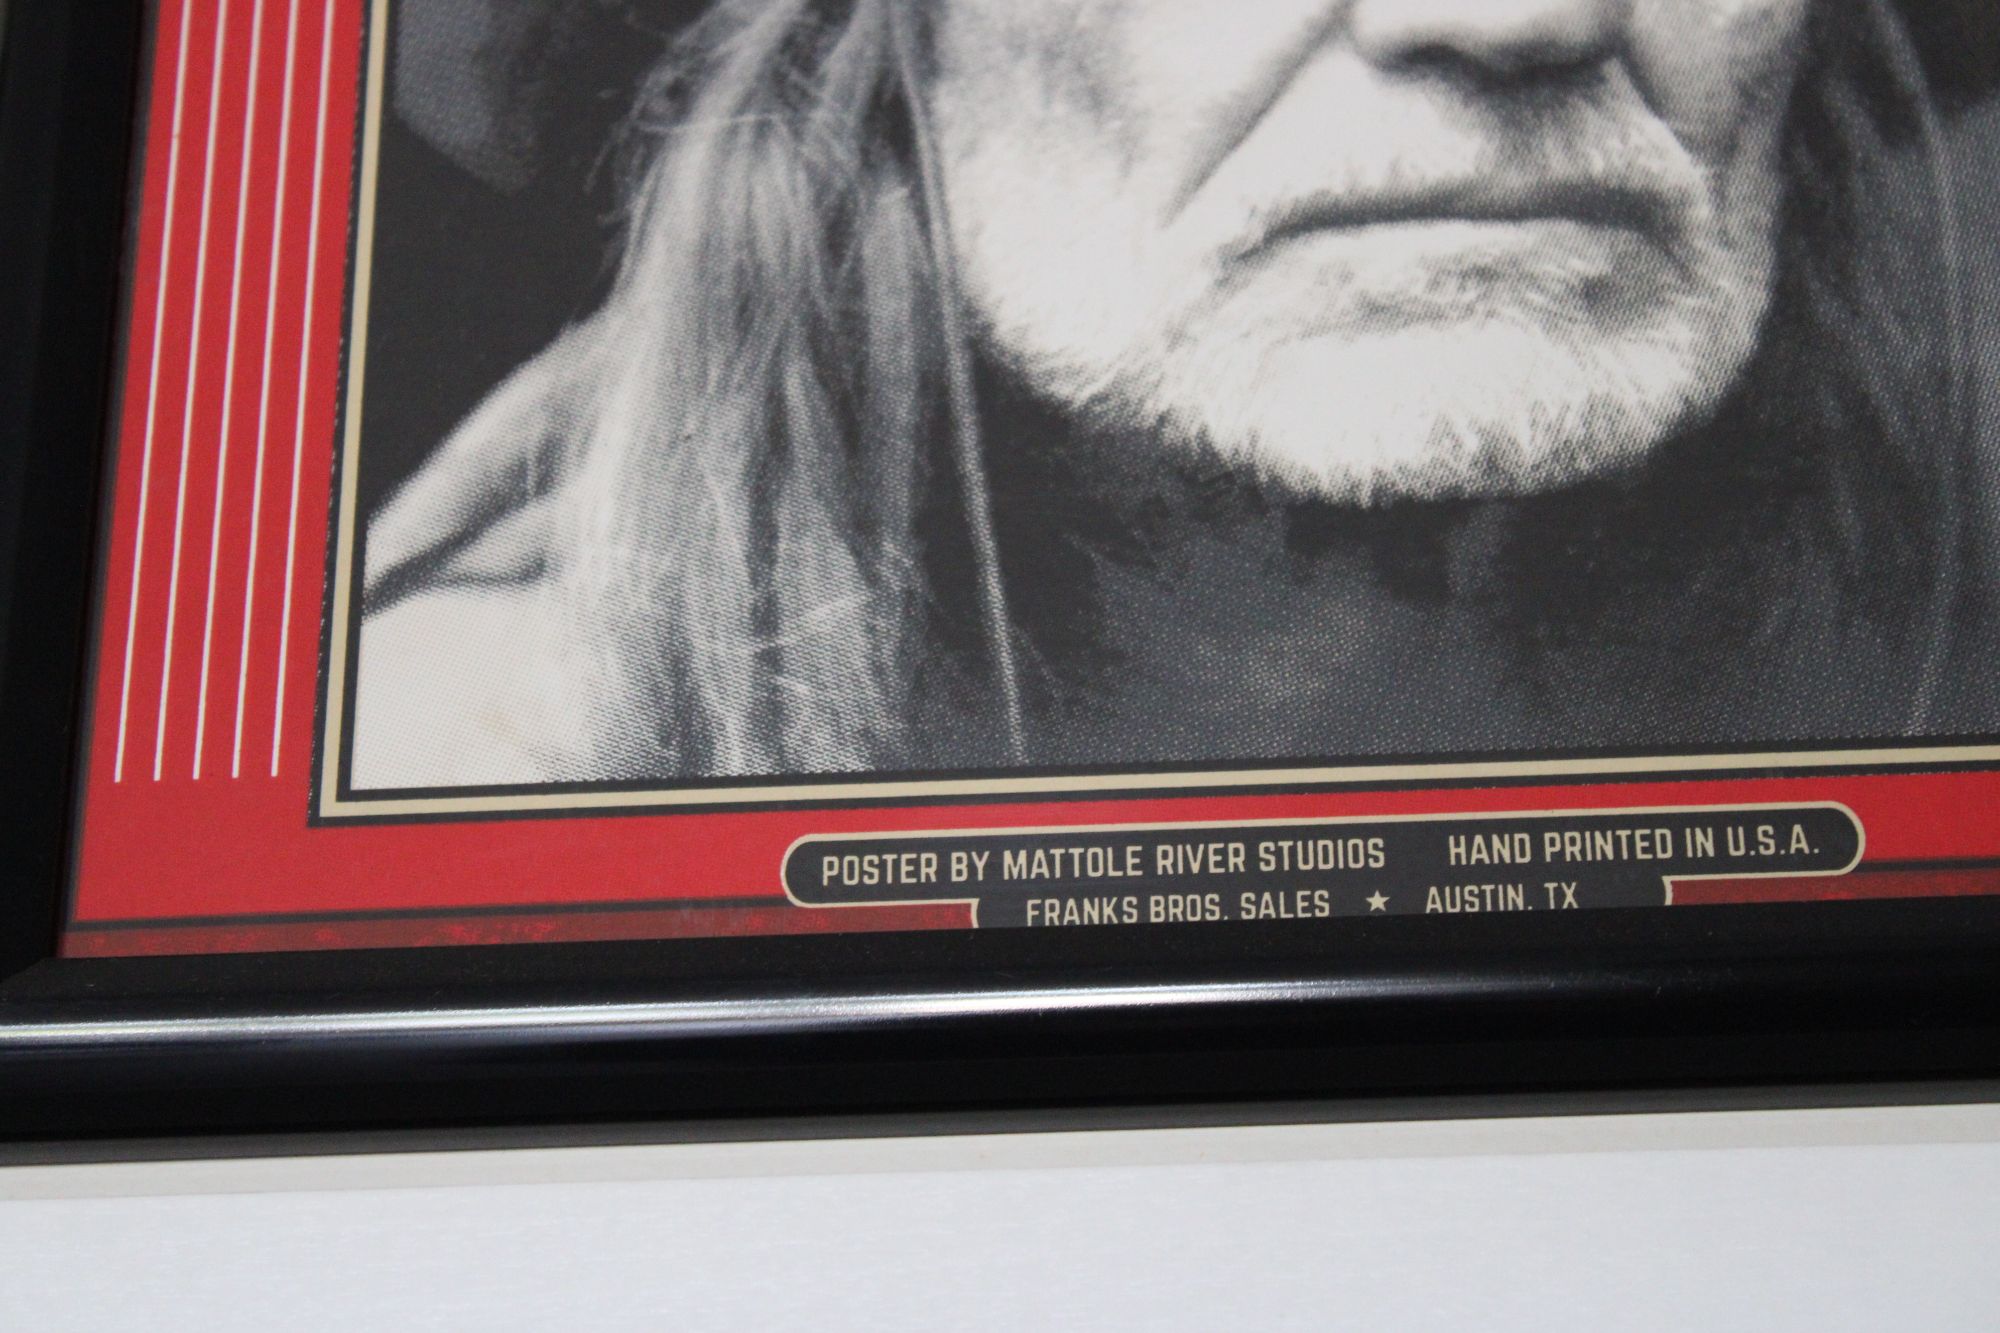 POSTER BY MATTOLE RIVER STUDIOS HAND PRINTED IN U.S.A.
FRANKS BROS. SALES ★ AUSTIN, TX